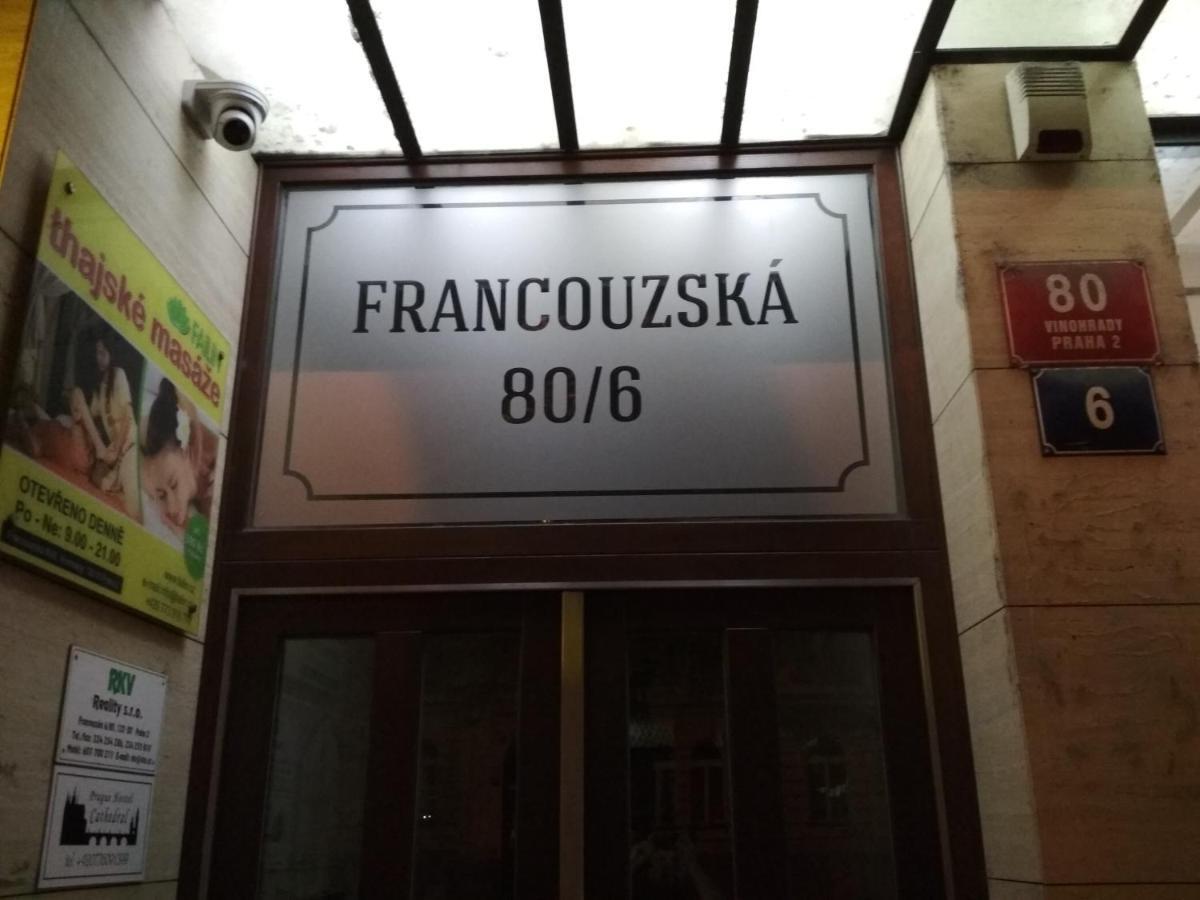 FRANCOUZSKÁ
80/6
80
VINOHRADY
PRAHA 2
6
thajské masáže
OTEVŘENO DENNĚ
Po - Ne: 9.00 - 21.00
RKV
Reality s.r.o.
Prague Hostel
Cathedral